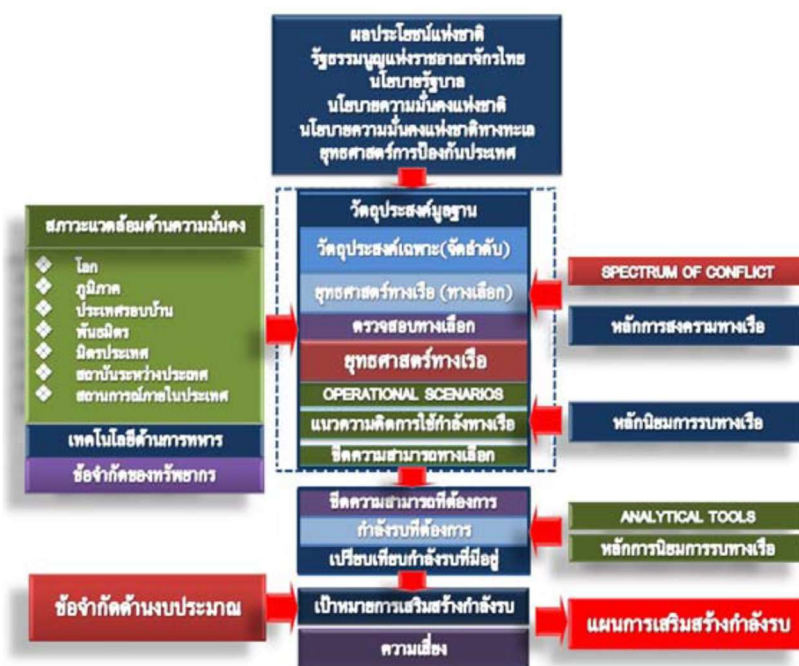 ผลประโยชน์แห่งชาติ
รัฐธรรมนูญแห่งราชอาณาจักรไทย
นโยบายรัฐบาล
นโยบายความมั่นคงแห่งชาติ
นโยบายความมั่นคงแห่งชาติทางทะเล
ยุทธศาสตร์การป้องกันประเทศ
สภาวะแวดล้อมด้านความมั่นคง
❖ โลก
❖ ภูมิภาค
❖ ประเทศรอบบ้าน
❖ พันธมิตร
❖ มิตรประเทศ
❖ สถาบันระหว่างประเทศ
❖ สถานการณ์ภายในประเทศ
เทคโนโลยีด้านการทหาร
ข้อจำกัดของทรัพยากร
วัตถุประสงค์มูลฐาน
วัตถุประสงค์เฉพาะ(จัดลำดับ)
ยุทธศาสตร์ทางเรือ (ทางเลือก)
ตรวจสอบทางเลือก
ยุทธศาสตร์ทางเรือ
OPERATIONAL SCENARIOS
แนวความคิดการใช้กำลังทางเรือ
ขีดความสามารถทางเลือก
SPECTRUM OF CONFLICT
หลักการสงครามทางเรือ
หลักนิยมการรบทางเรือ
ขีดความสามารถที่ต้องการ
กำลังรบที่ต้องการ
เปรียบเทียบกำลังรบที่มีอยู่
ANALYTICAL TOOLS
หลักการนิยมการรบทางเรือ
ข้อจำกัดด้านงบประมาณ
เป้าหมายการเสริมสร้างกำลังรบ
ความเสี่ยง
แผนการเสริมสร้างกำลังรบ